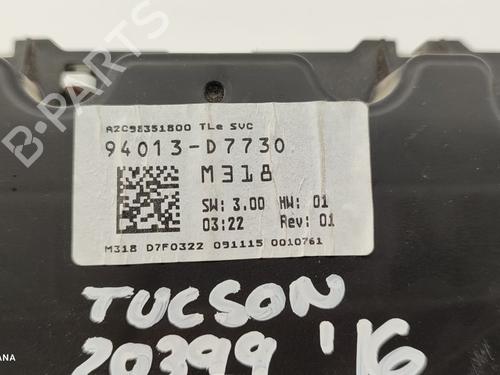 A2C98351800 TLe SVC
94013-D7730
M318
SW: 3.00 HW: 01
03:22 Rev: 01
M318 D7F0322 091115 0010761
TUCSON
20399 '16
B-PARTS